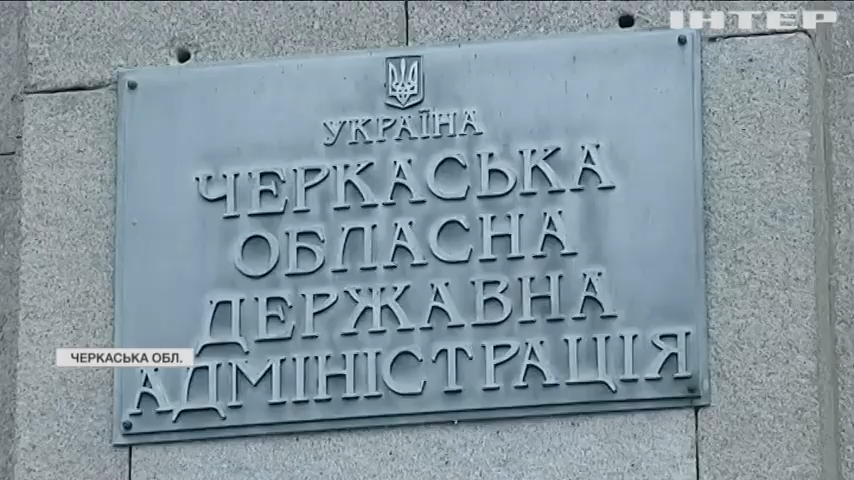 ІНТЕР
УКРАЇНА
ЧЕРКАСЬКА
ОБЛАСНА
ДЕРЖАВНА
АДМІНІСТРАЦІЯ
ЧЕРКАСЬКА ОБЛ.